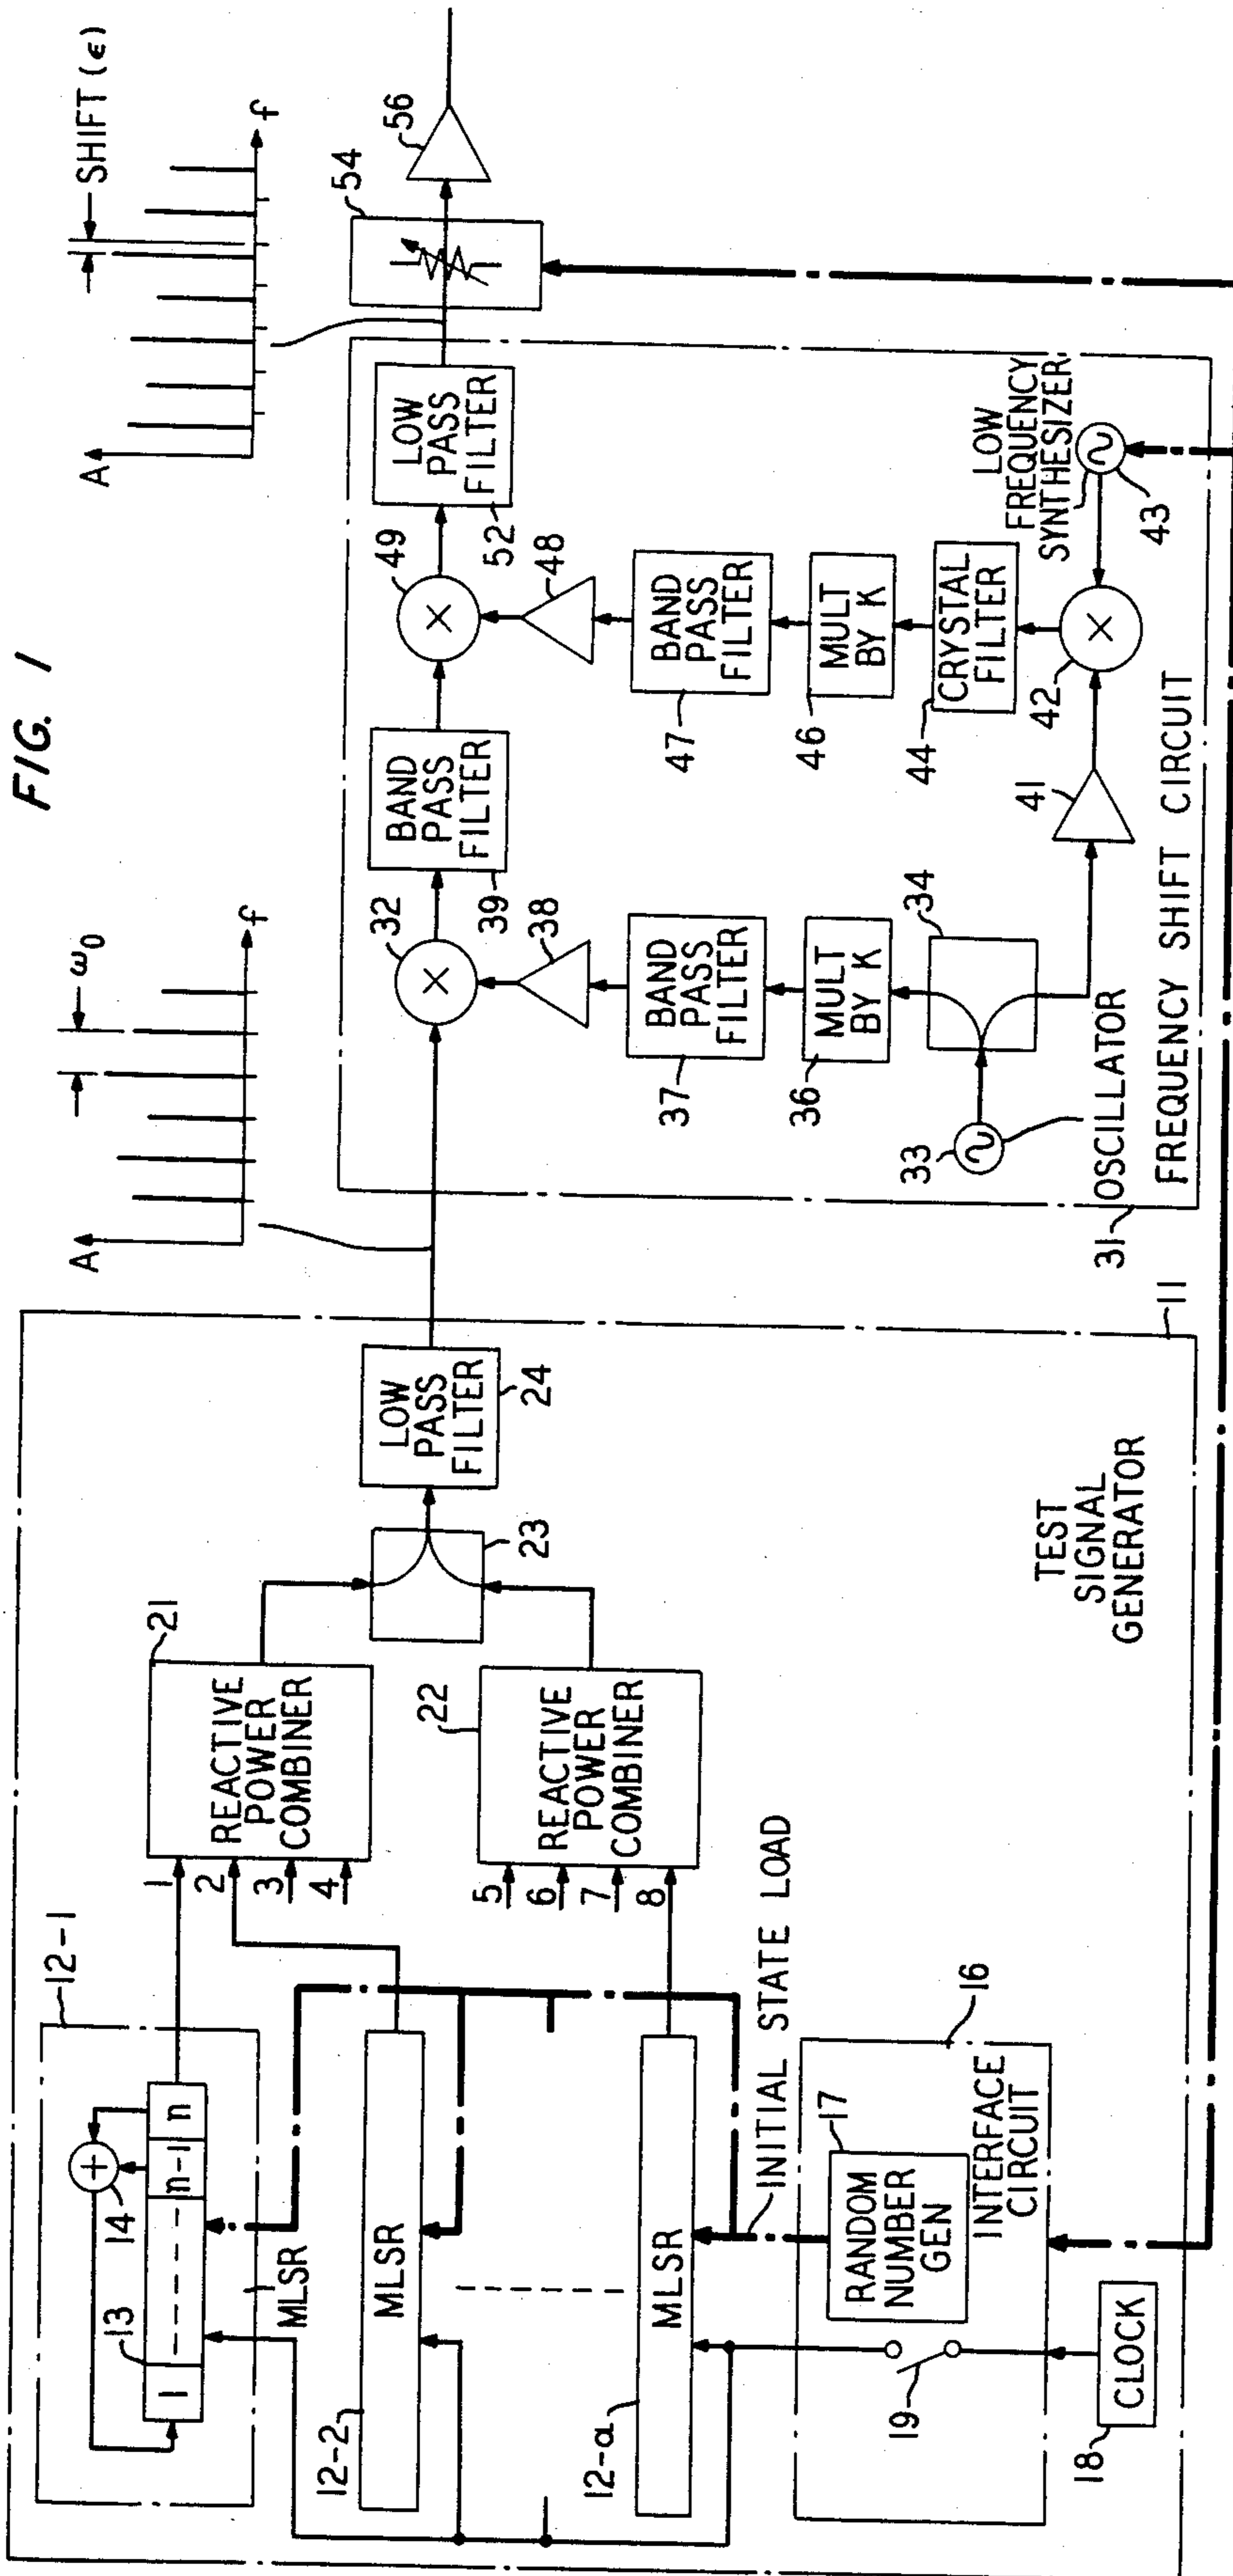 FIG. 1
12-1
13
14
1
n-1
n
MLSR
12-2
MLSR
12-a
MLSR
INITIAL STATE LOAD
16
17
RANDOM
NUMBER
GEN
INTERFACE
CIRCUIT
19
18
CLOCK
1
2
3
4
21
REACTIVE
POWER
COMBINER
5
6
7
8
22
REACTIVE
POWER
COMBINER
23
LOW
PASS
FILTER
24
TEST
SIGNAL
GENERATOR
11
A
ω0
f
31
OSCILLATOR
FREQUENCY SHIFT CIRCUIT
32
33
34
MULT
BY K
36
BAND
PASS
FILTER
37
38
BAND
PASS
FILTER
39
41
42
LOW
FREQUENCY
SYNTHESIZER
43
CRYSTAL
FILTER
44
MULT
BY K
46
BAND
PASS
FILTER
47
48
49
LOW
PASS
FILTER
52
54
56
A
SHIFT (ϵ)
f